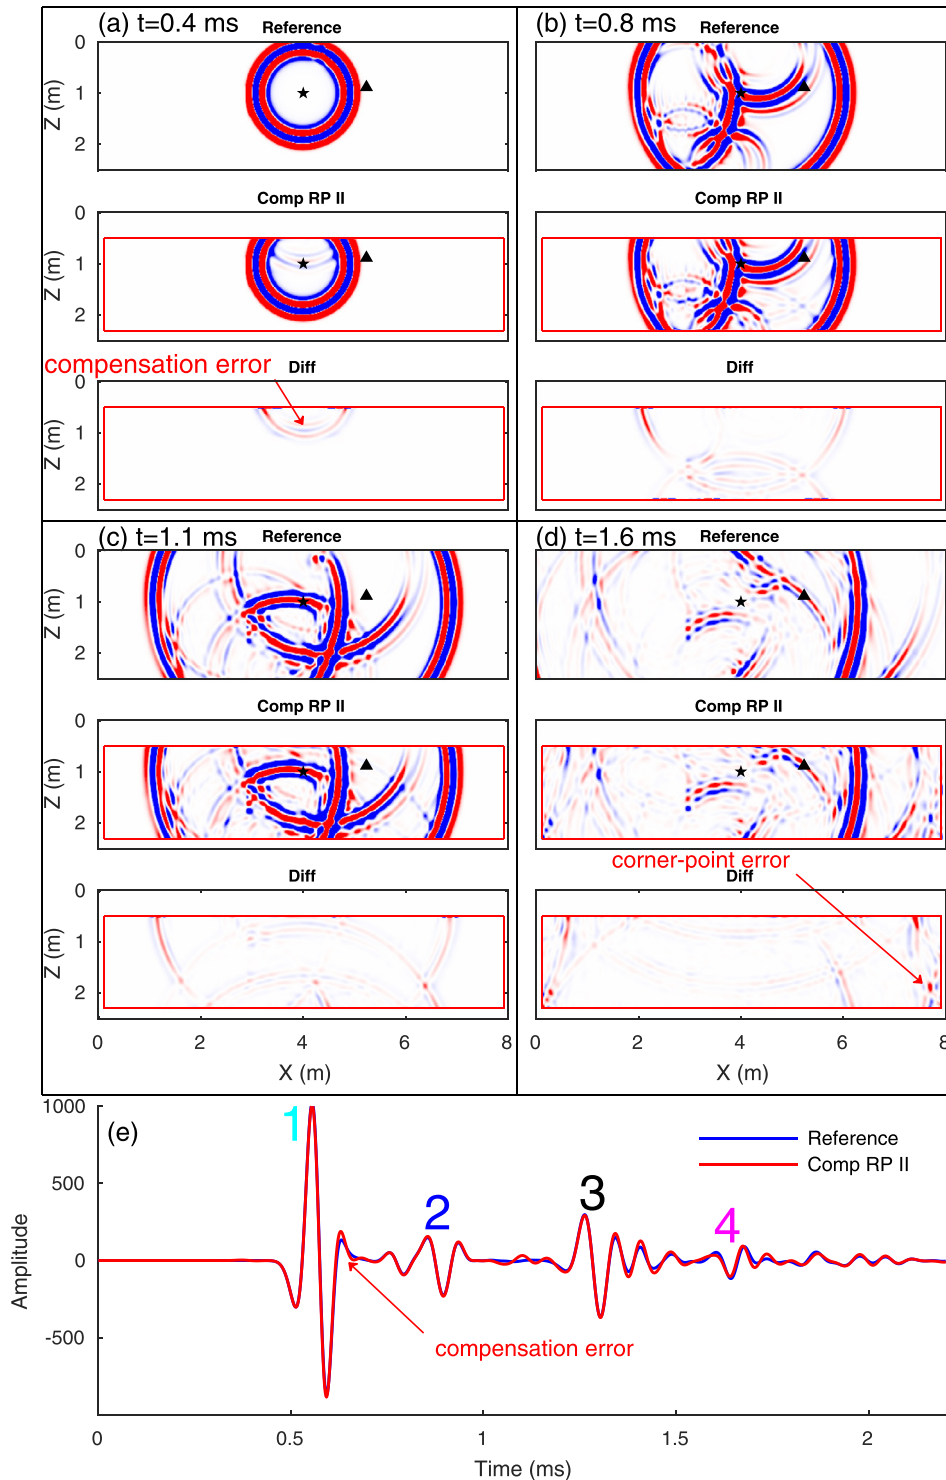 (a) t=0.4 ms
Reference
0
1
2
Z (m)
Comp RP II
0
1
2
Z (m)
compensation error
Diff
0
1
2
Z (m)
(b) t=0.8 ms
Reference
Comp RP II
Diff
(c) t=1.1 ms
Reference
0
1
2
Z (m)
Comp RP II
0
1
2
Z (m)
Diff
0
1
2
Z (m)
0 2 4 6 8
X (m)
(d) t=1.6 ms
Reference
Comp RP II
corner-point error
Diff
0 2 4 6 8
X (m)
(e)
1000
500
0
-500
Amplitude
1
2
3
4
Reference
Comp RP II
compensation error
0 0.5 1 1.5 2
Time (ms)